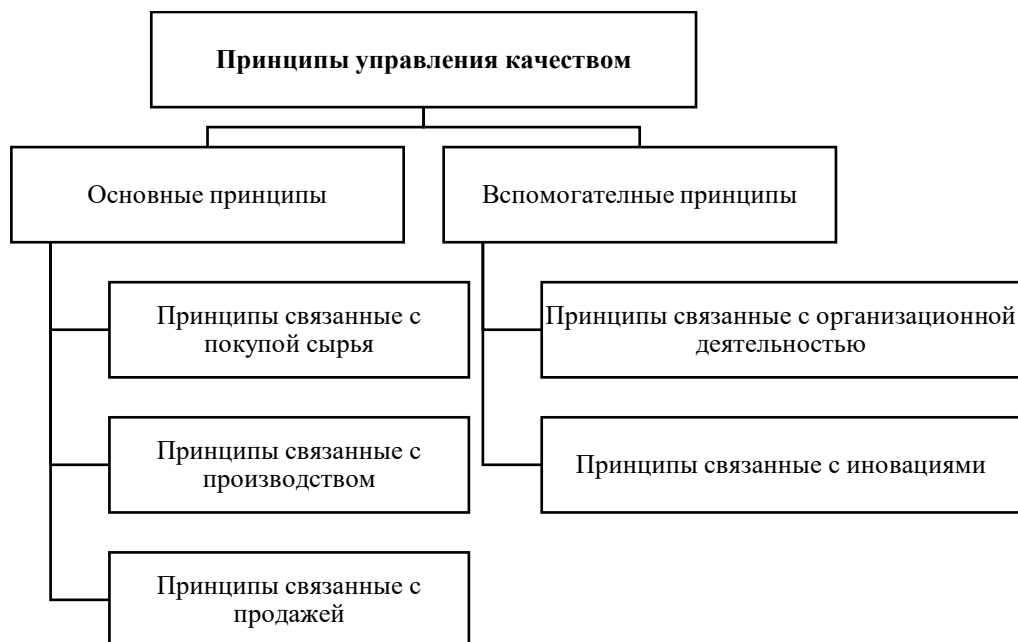 Принципы управления качеством
Основные принципы
Вспомогателные принципы
Принципы связанные с
покупой сырья
Принципы связанные с организационной
деятельностью
Принципы связанные с
производством
Принципы связанные с иновациями
Принципы связанные с
продажей